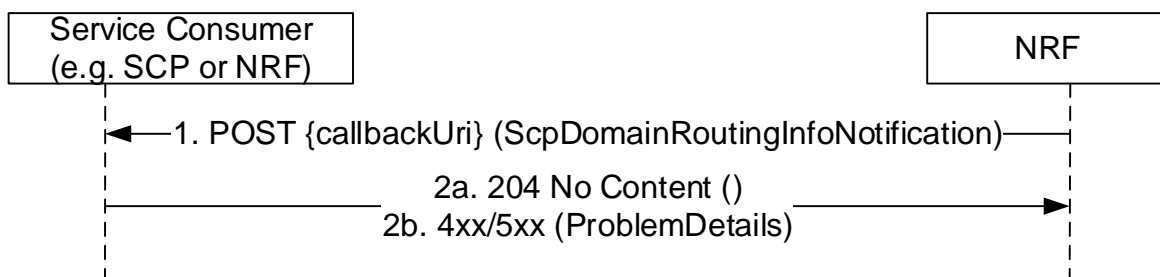 Service Consumer
(e.g. SCP or NRF)
NRF
1. POST {callbackUri} (ScpDomainRoutingInfoNotification)
2a. 204 No Content ()
2b. 4xx/5xx (ProblemDetails)